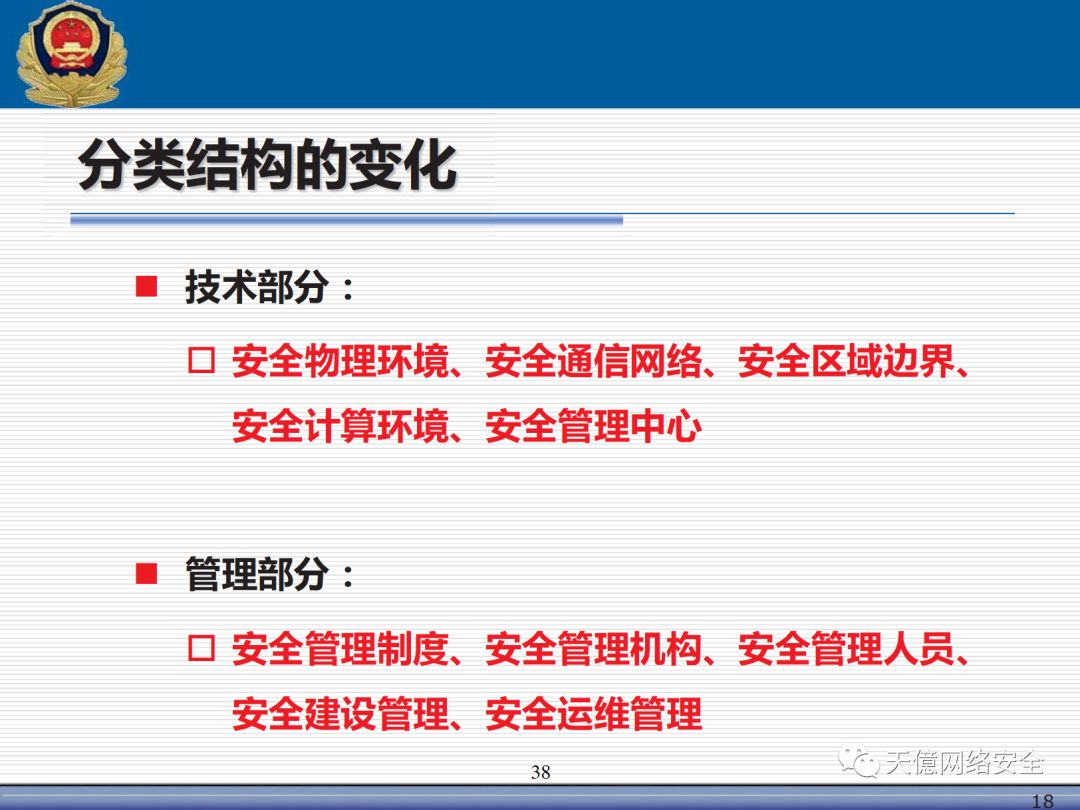 分类结构的变化
技术部分：
安全物理环境、安全通信网络、安全区域边界、
安全计算环境、安全管理中心
管理部分：
安全管理制度、安全管理机构、安全管理人员、
安全建设管理、安全运维管理
38
天億网络安全
18